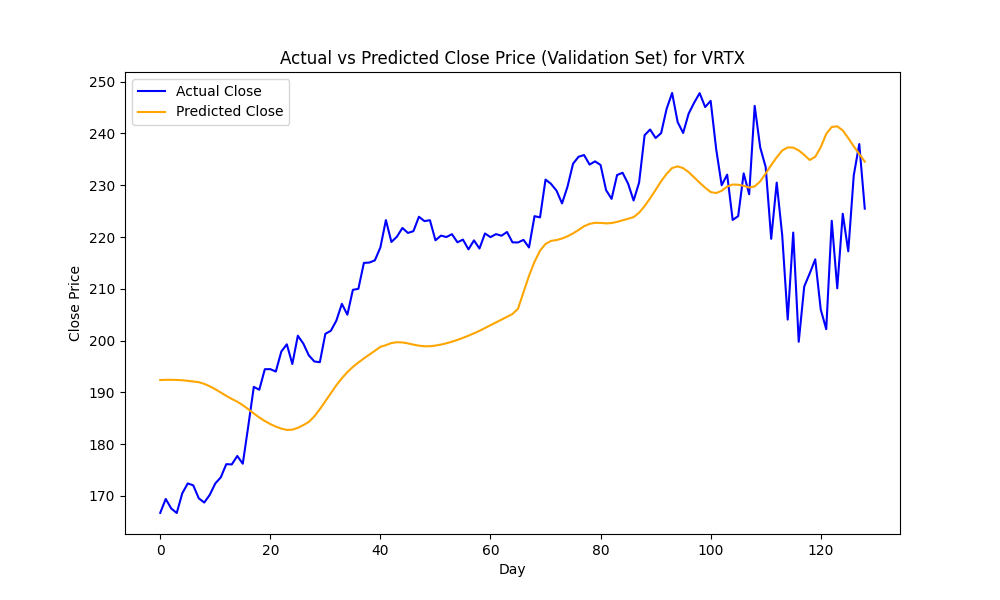 Actual vs Predicted Close Price (Validation Set) for VRTX
Actual Close
Predicted Close
250
240
230
220
210
200
190
180
170
Close Price
0 20 40 60 80 100 120
Day